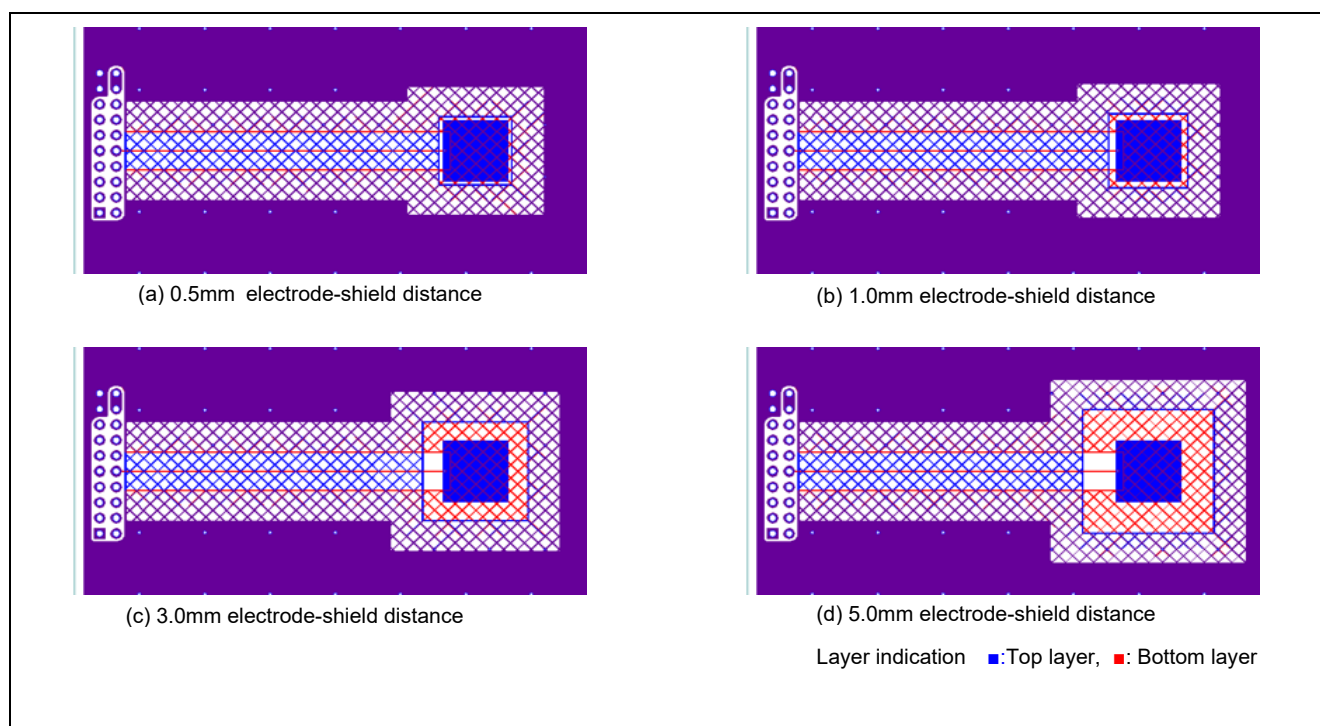 (a) 0.5mm  electrode-shield distance
(b) 1.0mm electrode-shield distance
(c) 3.0mm electrode-shield distance
(d) 5.0mm electrode-shield distance
Layer indication ■:Top layer, ■: Bottom layer